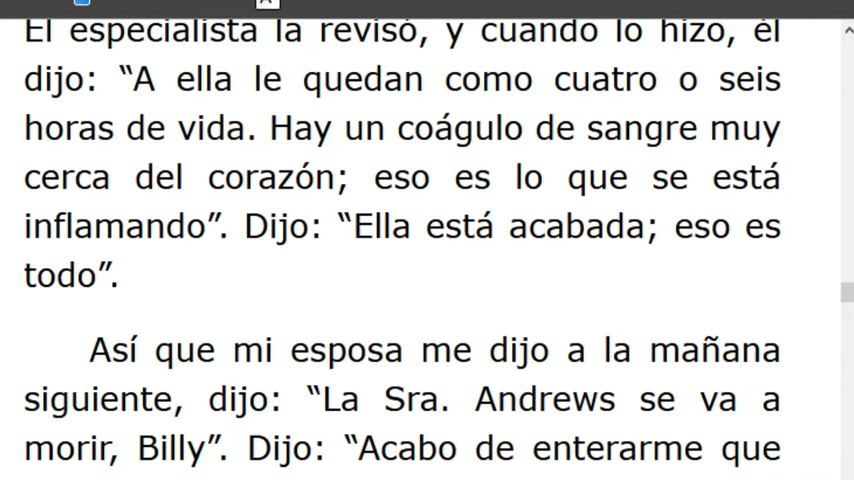 El especialista la revisó, y cuando lo hizo, él
dijo: “A ella le quedan como cuatro o seis
horas de vida. Hay un coágulo de sangre muy
cerca del corazón; eso es lo que se está
inflamando”. Dijo: “Ella está acabada; eso es
todo”.
Así que mi esposa me dijo a la mañana
siguiente, dijo: “La Sra. Andrews se va a
morir, Billy”. Dijo: “Acabo de enterarme que